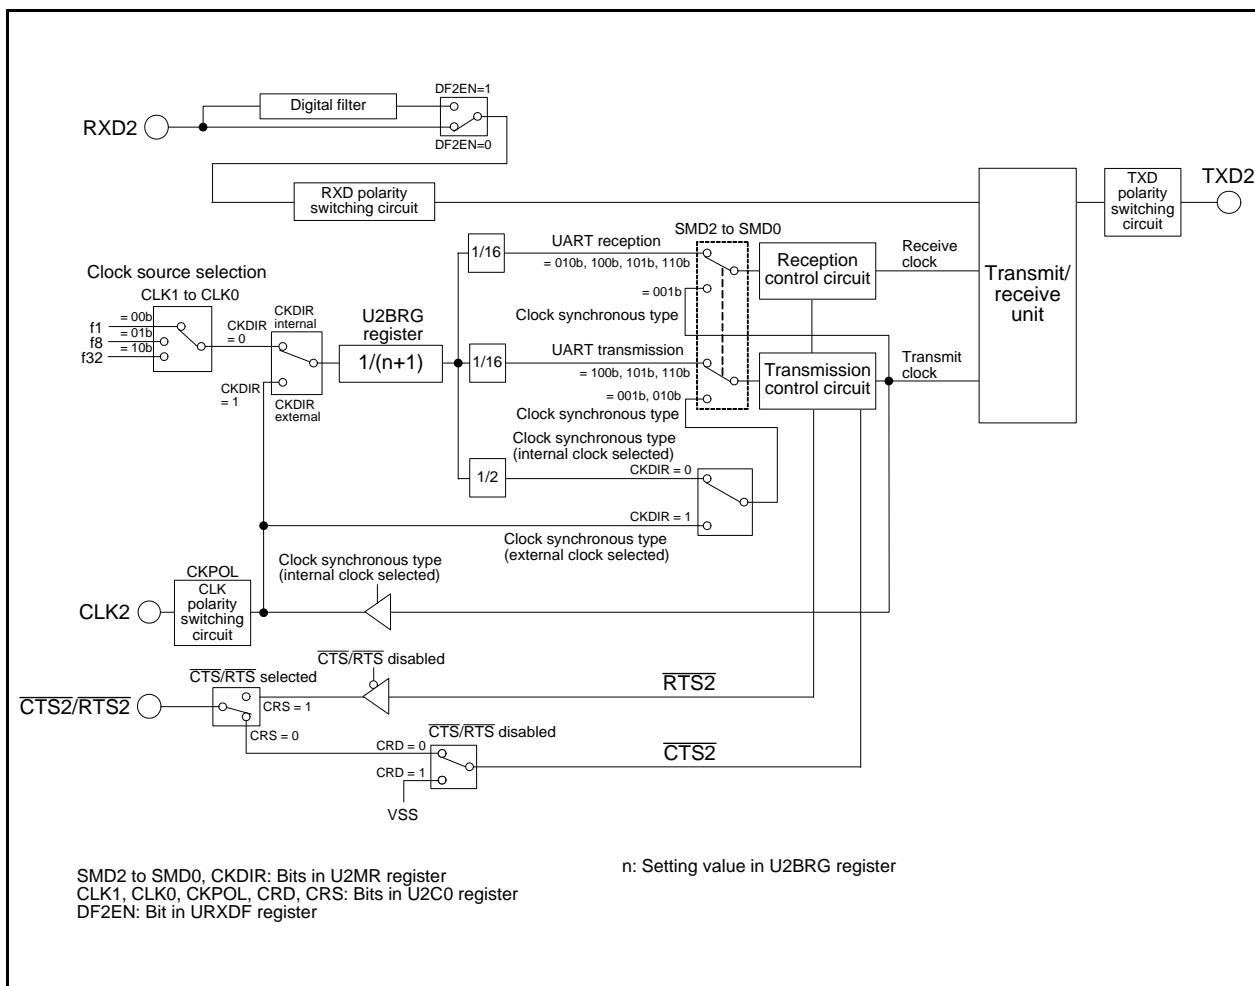 DF2EN=1
Digital filter
RXD2
DF2EN=0
RXD polarity
switching circuit
TXD
polarity
switching
circuit
TXD2
SMD2 to SMD0
1/16
UART reception
= 010b, 100b, 101b, 110b
Reception
control circuit
Receive
clock
Transmit/
receive
unit
Clock source selection
CLK1 to CLK0
= 00b
f1
= 01b
f8
= 10b
f32
CKDIR
= 0
CKDIR
internal
CKDIR
= 1
CKDIR
external
U2BRG
register
1/(n+1)
= 001b
Clock synchronous type
1/16
UART transmission
= 100b, 101b, 110b
Transmission
control circuit
Transmit
clock
= 001b, 010b
Clock synchronous type
Clock synchronous type
(internal clock selected)
1/2
CKDIR = 0
CKDIR = 1
Clock synchronous type
(external clock selected)
Clock synchronous type
(internal clock selected)
CKPOL
CLK
polarity
switching
circuit
CLK2
CTS/RTS disabled
CTS/RTS selected
CTS2/RTS2
CRS = 1
RTS2
CRS = 0
CTS/RTS disabled
CRD = 0
CTS2
CRD = 1
VSS
SMD2 to SMD0, CKDIR: Bits in U2MR register
CLK1, CLK0, CKPOL, CRD, CRS: Bits in U2C0 register
DF2EN: Bit in URXDF register
n: Setting value in U2BRG register